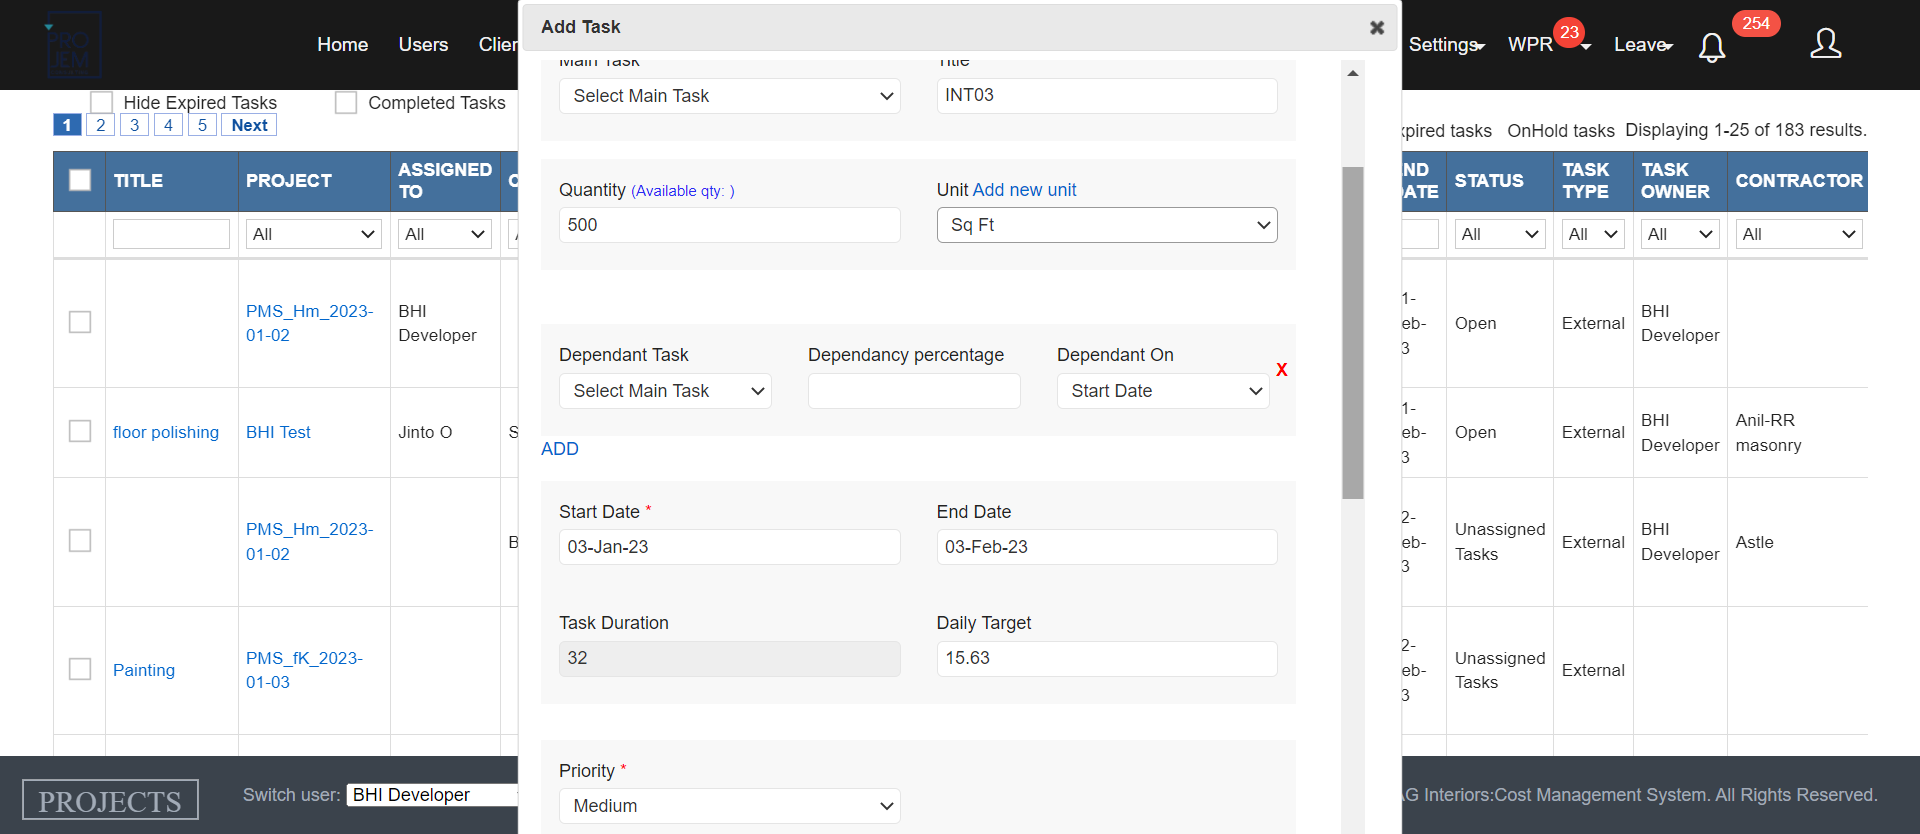 PROJEM
Home Users Clien
Settings WPR 23 Leave 254
Hide Expired Tasks Completed Tasks
1 2 3 4 5 Next
xpired tasks OnHold tasks Displaying 1-25 of 183 results.
TITLE PROJECT ASSIGNED TO
STATUS TASK TYPE TASK OWNER CONTRACTOR
All All
All All All All
PMS_Hm_2023-01-02 BHI Developer
1-
eb-
3
Open External BHI Developer
floor polishing BHI Test Jinto O S
1-
eb-
3
Open External BHI Developer Anil-RR masonry
PMS_Hm_2023-01-02 B
2-
eb-
3
Unassigned Tasks External BHI Developer Astle
Painting PMS_fK_2023-01-03
2-
eb-
3
Unassigned Tasks External
Add Task
Main Task Title
Select Main Task INT03
Quantity (Available qty: ) Unit Add new unit
500 Sq Ft
Dependant Task Dependancy percentage Dependant On
Select Main Task Start Date X
ADD
Start Date * End Date
03-Jan-23 03-Feb-23
Task Duration Daily Target
32 15.63
Priority *
Medium
PROJECTS Switch user: BHI Developer
G Interiors:Cost Management System. All Rights Reserved.